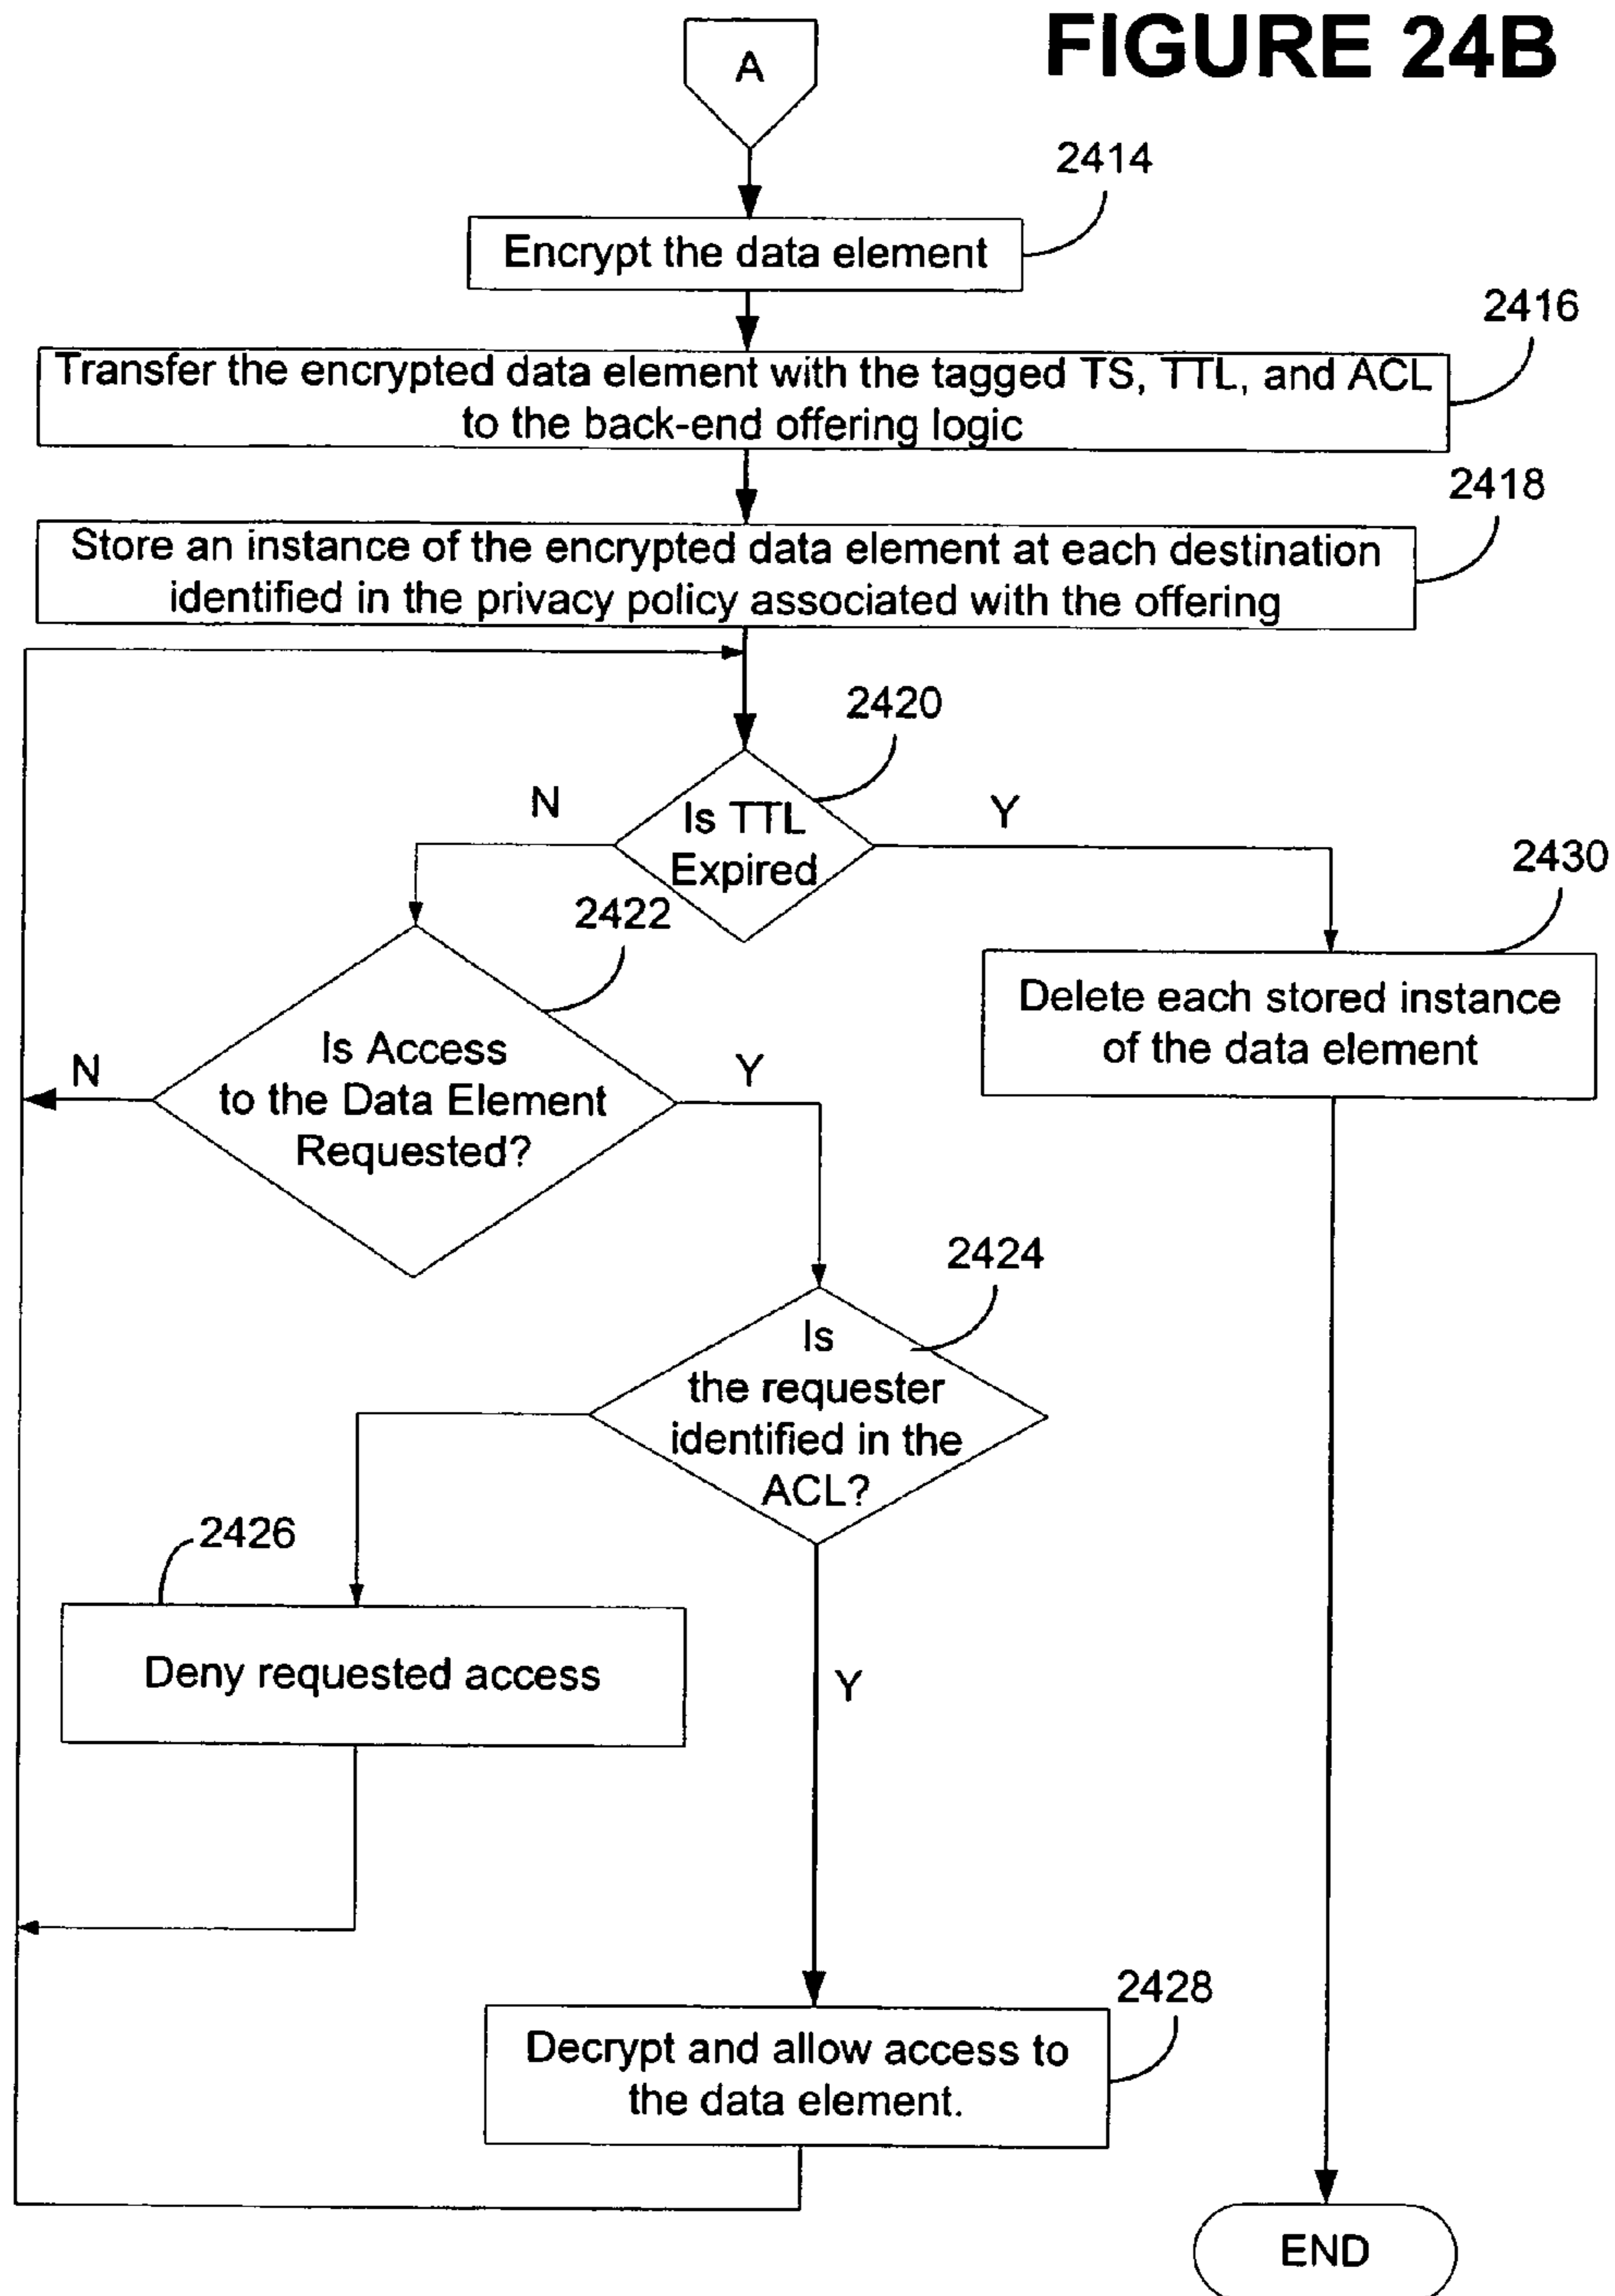 FIGURE 24B
A
2414
Encrypt the data element
2416
Transfer the encrypted data element with the tagged TS, TTL, and ACL
to the back-end offering logic
2418
Store an instance of the encrypted data element at each destination
identified in the privacy policy associated with the offering
2420
N
Is TTL
Expired
Y
2430
2422
Delete each stored instance
of the data element
Is Access
to the Data Element
Requested?
N
Y
2424
Is
the requester
identified in the
ACL?
2426
Deny requested access
Y
2428
Decrypt and allow access to
the data element.
END